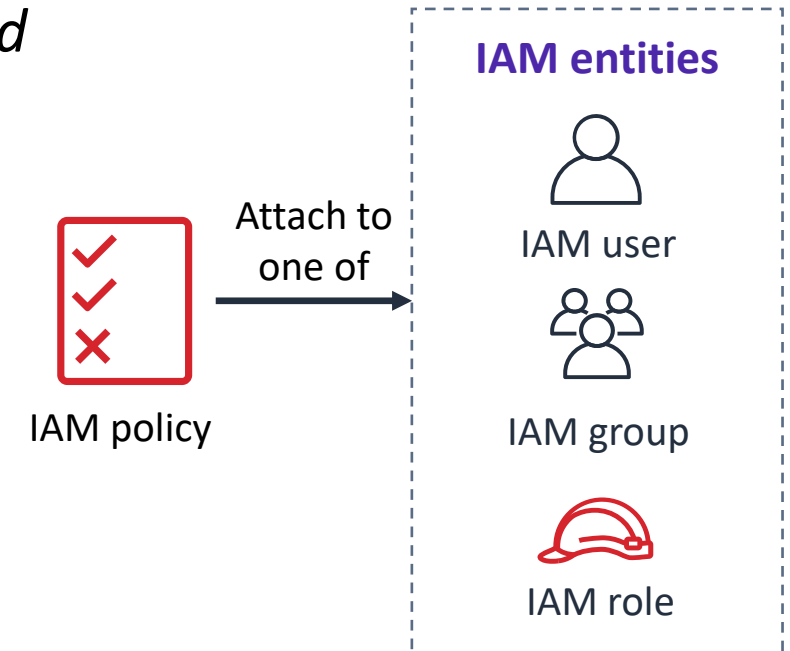 IAM entities
Attach to
one of
IAM user
IAM policy
IAM group
IAM role